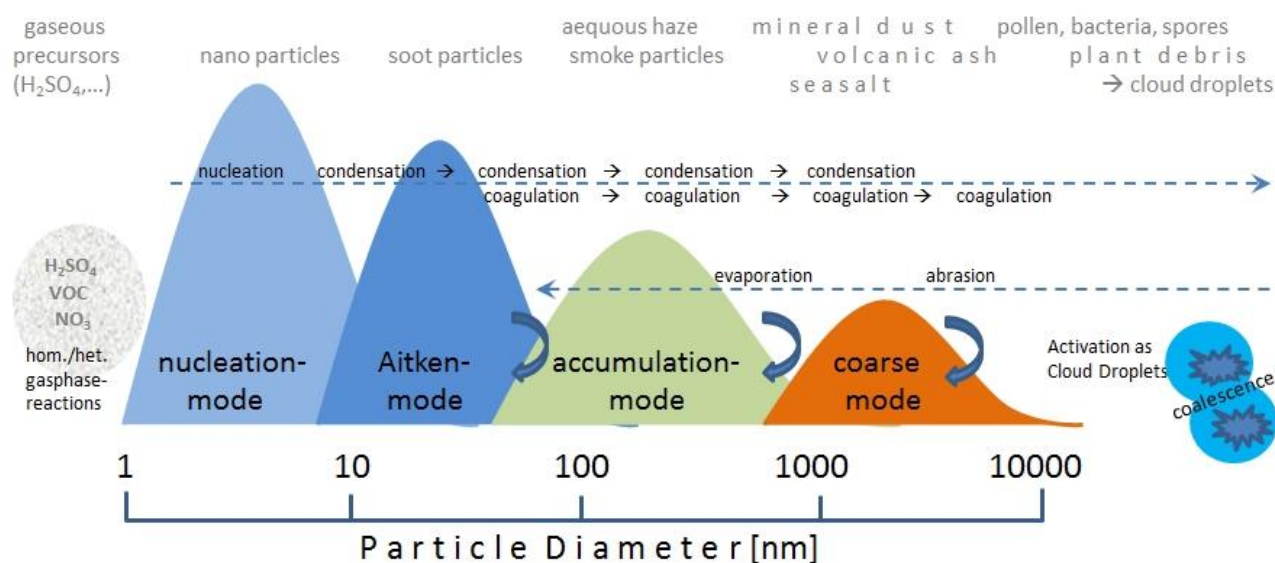 gaseous
precursors
(H₂SO₄,...)
nano particles
soot particles
aequous haze
smoke particles
mineral dust
volcanic ash
seasalt
pollen, bacteria, spores
plant debris
→ cloud droplets
nucleation condensation → condensation → condensation → condensation
coagulation → coagulation → coagulation → coagulation
evaporation abrasion
H₂SO₄
VOC
NO₃
hom./het.
gasphase-
reactions
nucleation-
mode
Aitken-
mode
accumulation-
mode
coarse
mode
Activation as
Cloud Droplets
coalescence
1 10 100 1000 10000
Particle Diameter [nm]